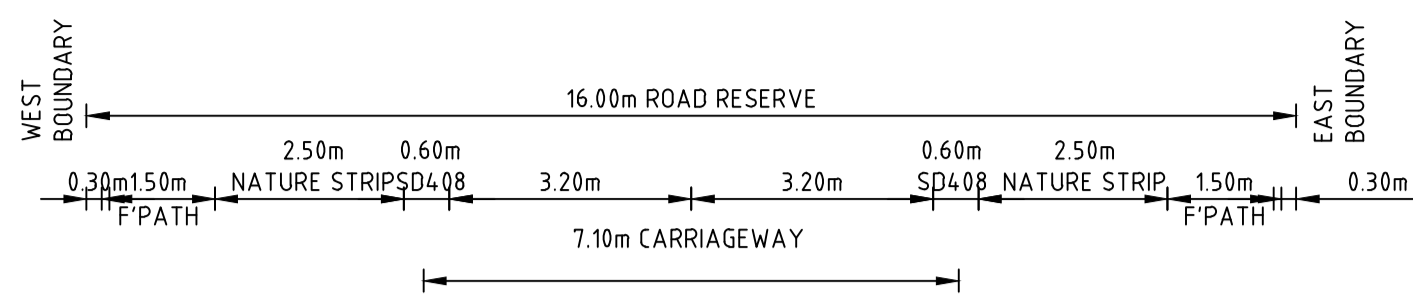 WEST
BOUNDARY
16.00m ROAD RESERVE
EAST
BOUNDARY
2.50m 0.60m 0.60m 2.50m
0.30m 1.50m NATURE STRIP SD408 3.20m 3.20m SD408 NATURE STRIP 1.50m 0.30m
F'PATH F'PATH
7.10m CARRIAGEWAY